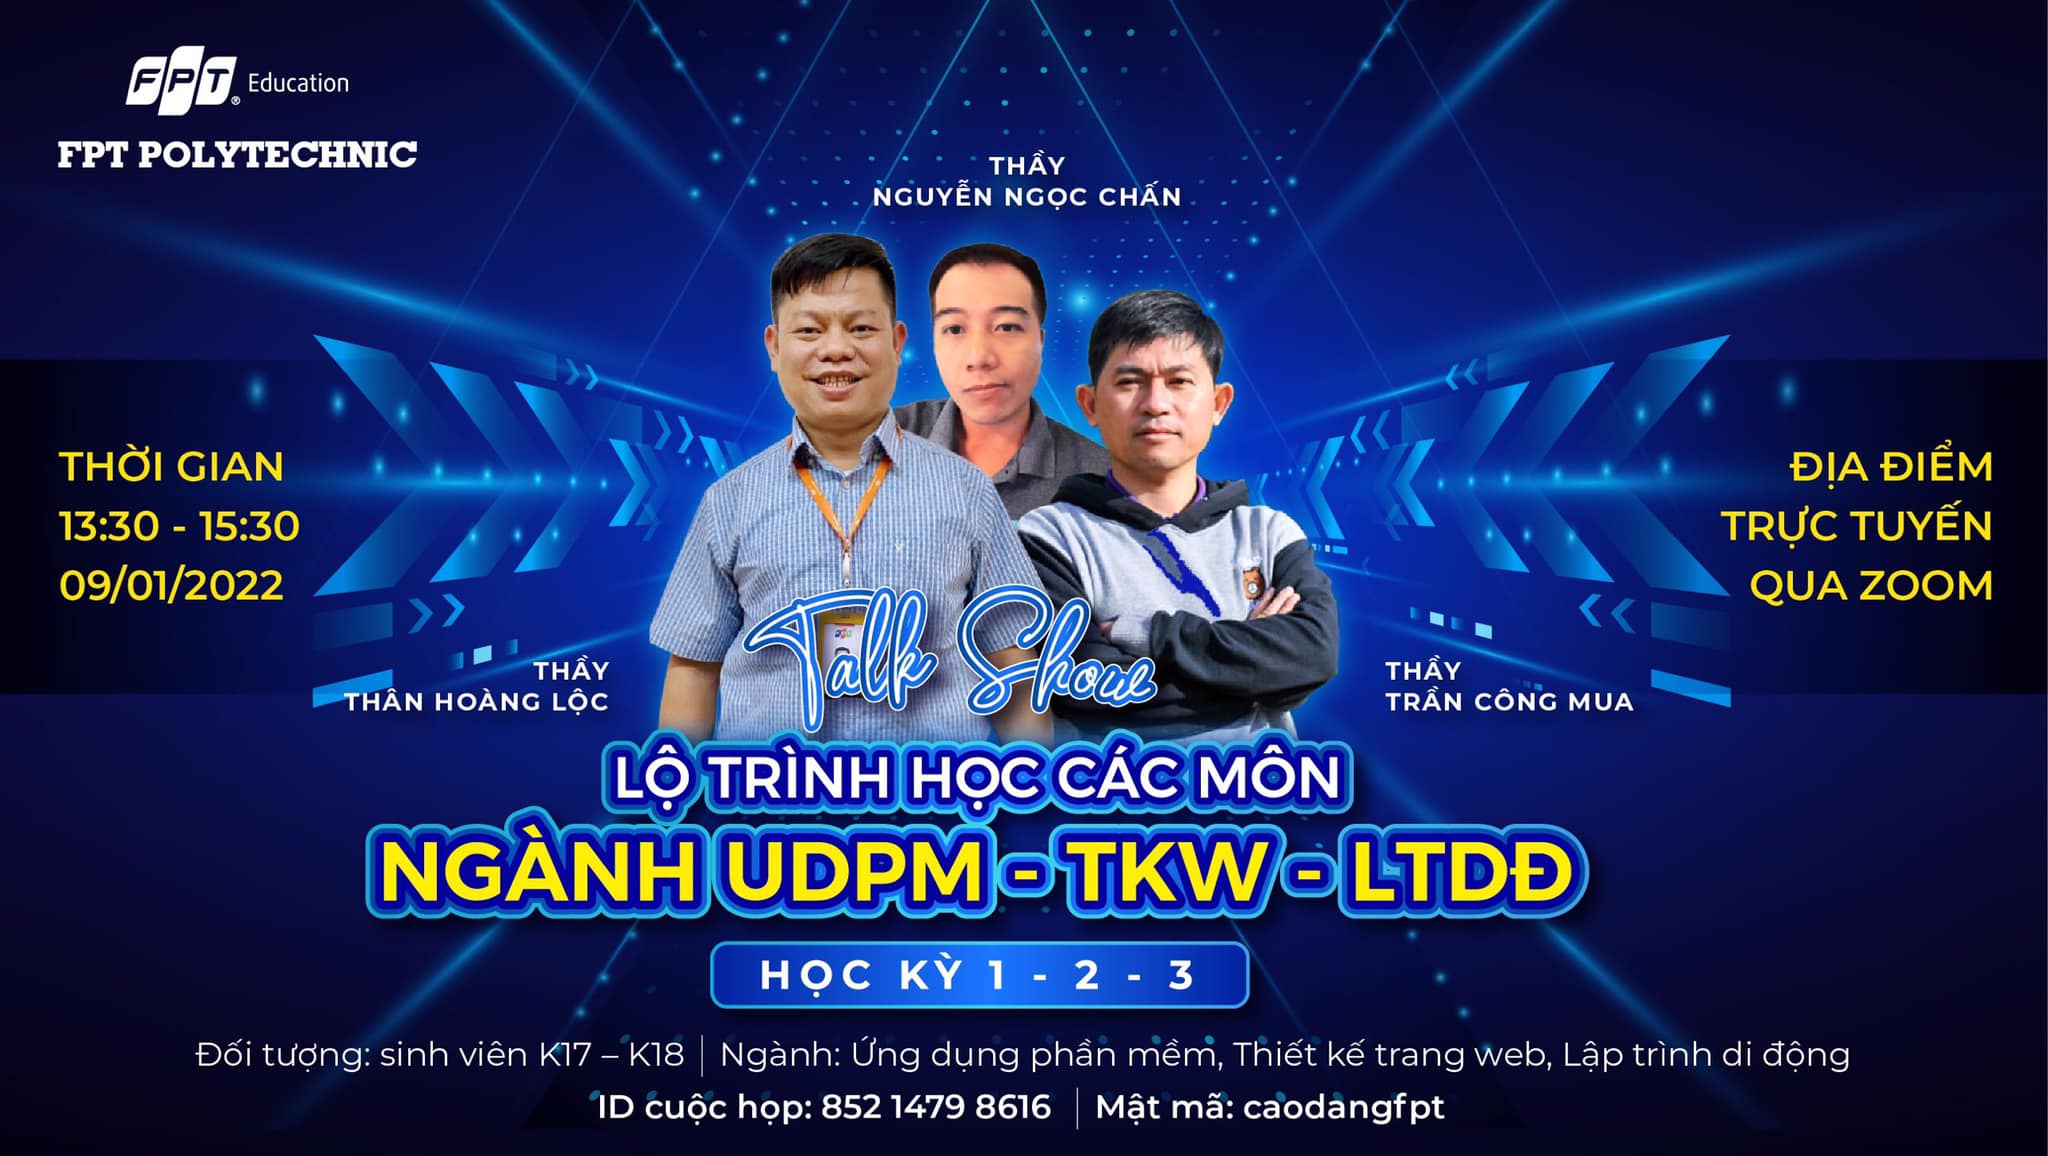 FPT Education
FPT POLYTECHNIC
THẦY
NGUYỄN NGỌC CHẤN
THỜI GIAN
13:30 - 15:30
09/01/2022
ĐỊA ĐIỂM
TRỰC TUYẾN
QUA ZOOM
THẦY
THÂN HOÀNG LỘC
THẦY
TRẦN CÔNG MUA
FPT
Talk Show
LỘ TRÌNH HỌC CÁC MÔN
NGÀNH UDPM - TKW - LTDĐ
HỌC KỲ 1 - 2 - 3
Đối tượng: sinh viên K17 – K18 | Ngành: Ứng dụng phần mềm, Thiết kế trang web, Lập trình di động
ID cuộc họp: 852 1479 8616 | Mật mã: caodangfpt